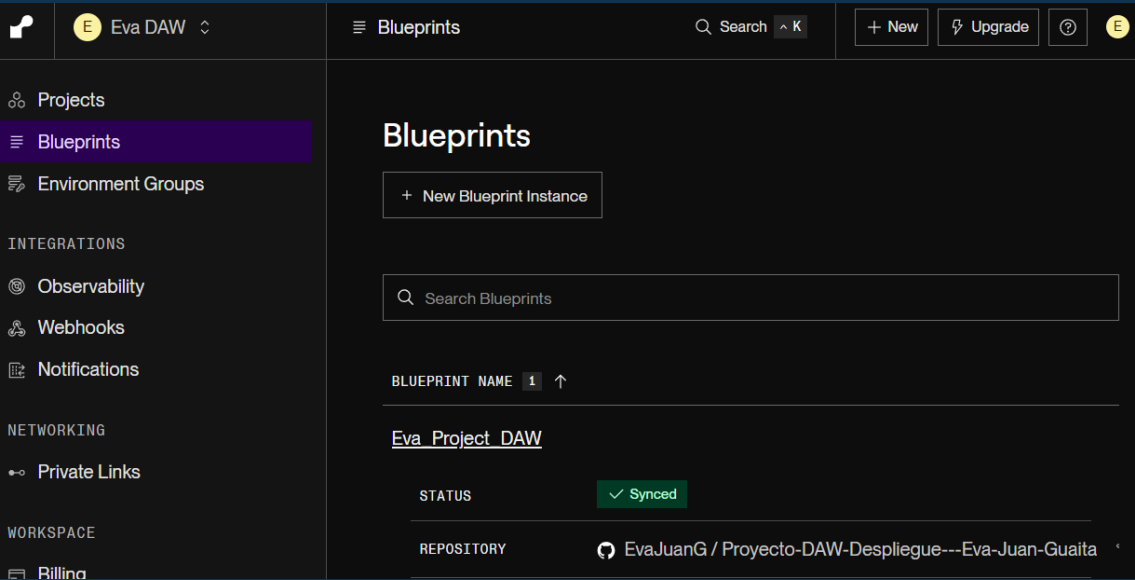 E Eva DAW
Blueprints
Search ^ K
+ New
Upgrade
E
Projects
Blueprints
Environment Groups
INTEGRATIONS
Observability
Webhooks
Notifications
NETWORKING
Private Links
WORKSPACE
Billing
Blueprints
+ New Blueprint Instance
Search Blueprints
BLUEPRINT NAME 1 ↑
Eva_Project_DAW
STATUS ✓ Synced
REPOSITORY EvaJuanG / Proyecto-DAW-Despliegue---Eva-Juan-Guaita